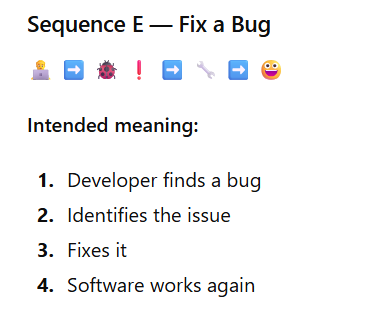 Sequence E — Fix a Bug
🧑‍💻 ➡️ 🐞 ❗ ➡️ 🔧 ➡️ 😃
Intended meaning:
1. Developer finds a bug
2. Identifies the issue
3. Fixes it
4. Software works again